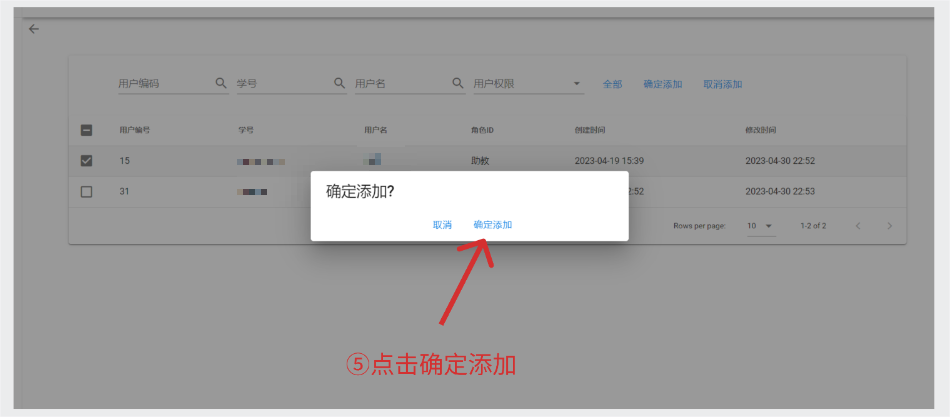 用户编码 学号 用户名 用户权限 全部 确定添加 取消添加
用户编号 学号 用户名 角色ID 创建时间 修改时间
15 助教 2023-04-19 15:39 2023-04-30 22:52
31 :52 2023-04-30 22:53
确定添加?
取消 确定添加
Rows per page: 10 1-2 of 2
⑤点击确定添加